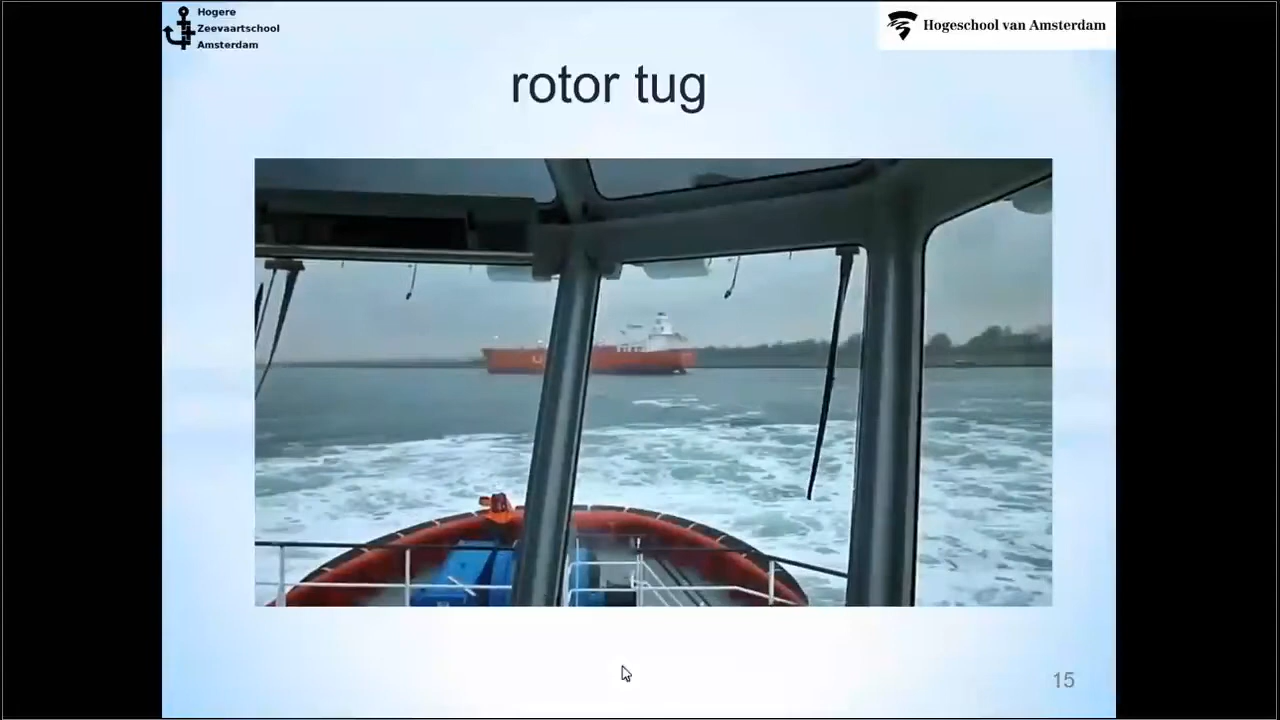 Hogere
Zeevaartschool
Amsterdam
Hogeschool van Amsterdam
rotor tug
15